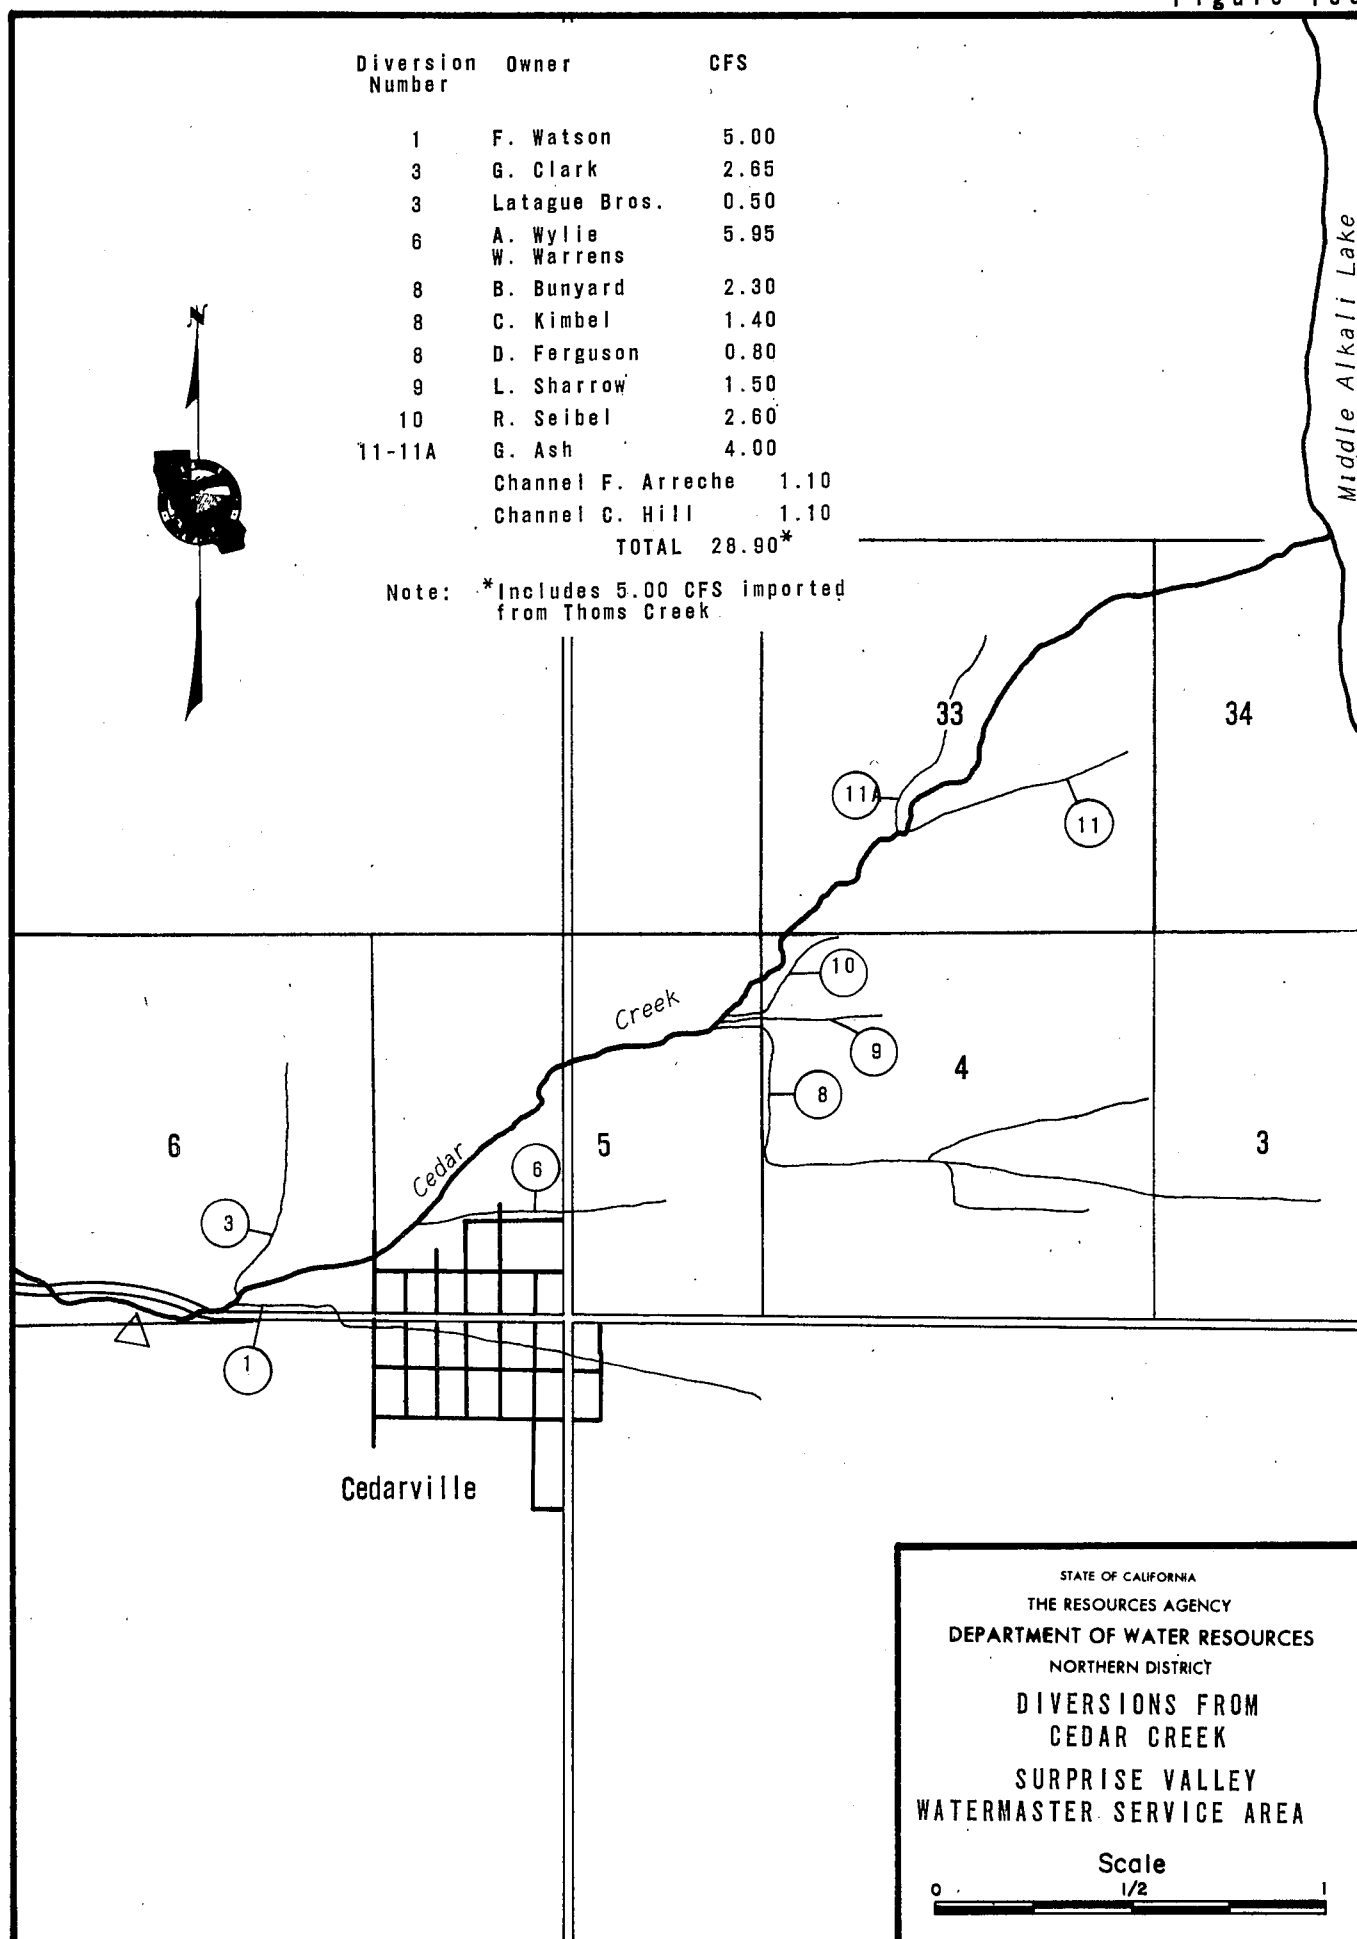 Diversion Number Owner CFS
1 F. Watson 5.00
3 G. Clark 2.65
3 Latague Bros. 0.50
6 A. Wylie 5.95
W. Warrens
8 B. Bunyard 2.30
8 C. Kimbel 1.40
8 D. Ferguson 0.80
9 L. Sharrow 1.50
10 R. Seibel 2.60
11-11A G. Ash 4.00
Channel F. Arreche 1.10
Channel C. Hill 1.10
TOTAL 28.90*
Note: *Includes 5.00 CFS imported
from Thoms Creek
N
Middle Alkali Lake
33
34
11A
11
10
Creek
9
4
8
6
5
3
Cedar
6
3
1
Cedarville
STATE OF CALIFORNIA
THE RESOURCES AGENCY
DEPARTMENT OF WATER RESOURCES
NORTHERN DISTRICT
DIVERSIONS FROM
CEDAR CREEK
SURPRISE VALLEY
WATERMASTER SERVICE AREA
Scale
0 1/2 1